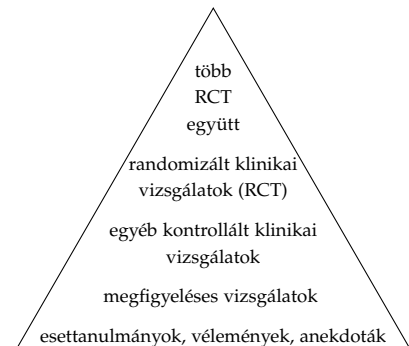 több
RCT
együtt
randomizált klinikai
vizsgálatok (RCT)
egyéb kontrollált klinikai
vizsgálatok
megfigyeléses vizsgálatok
esettanulmányok, vélemények, anekdoták